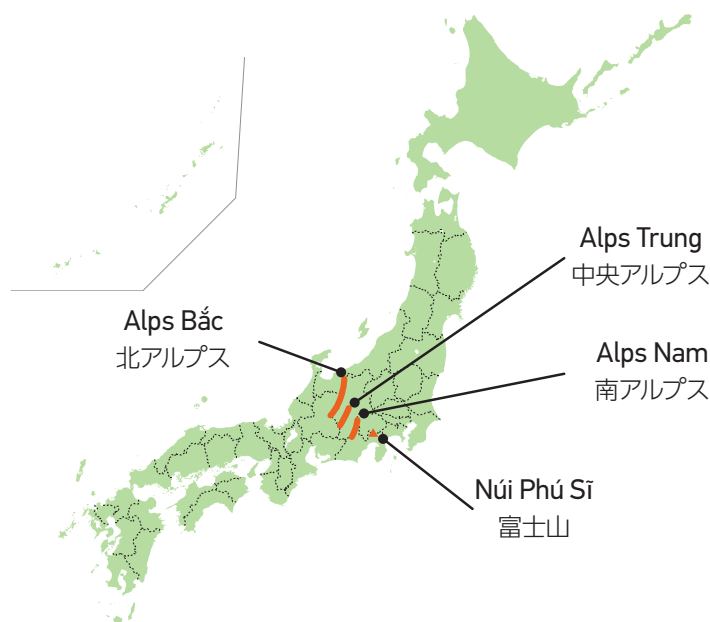 Alps Trung
中央アルプス
Alps Bắc
北アルプス
Alps Nam
南アルプス
Núi Phú Sĩ
富士山